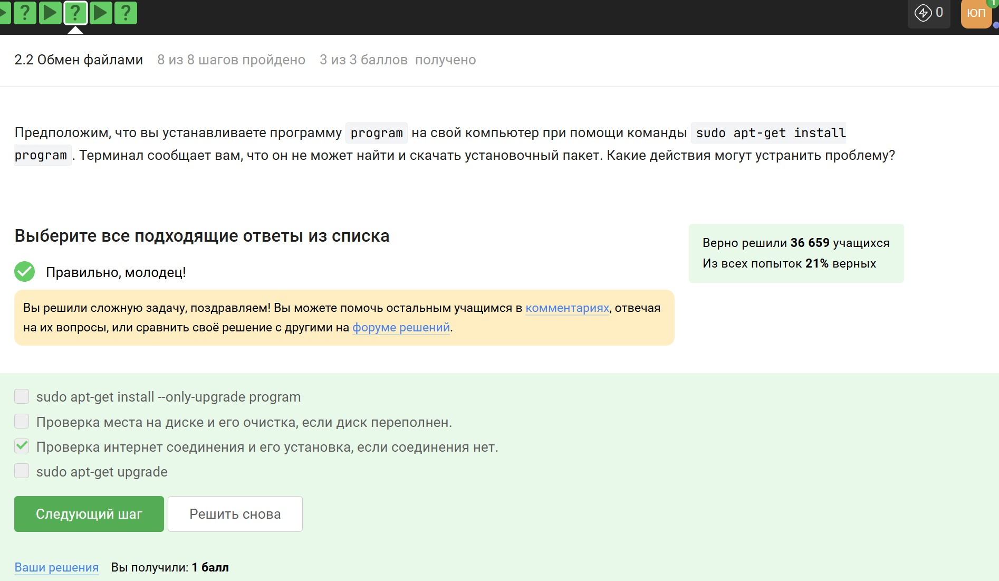 ? ? ? 0 ЮП 1
2.2 Обмен файлами 8 из 8 шагов пройдено 3 из 3 баллов получено
Предположим, что вы устанавливаете программу program на свой компьютер при помощи команды sudo apt-get install
program . Терминал сообщает вам, что он не может найти и скачать установочный пакет. Какие действия могут устранить проблему?
Выберите все подходящие ответы из списка
Верно решили 36 659 учащихся
Из всех попыток 21% верных
Правильно, молодец!
Вы решили сложную задачу, поздравляем! Вы можете помочь остальным учащимся в комментариях, отвечая
на их вопросы, или сравнить своё решение с другими на форуме решений.
sudo apt-get install --only-upgrade program
Проверка места на диске и его очистка, если диск переполнен.
Проверка интернет соединения и его установка, если соединения нет.
sudo apt-get upgrade
Следующий шаг Решить снова
Ваши решения Вы получили: 1 балл